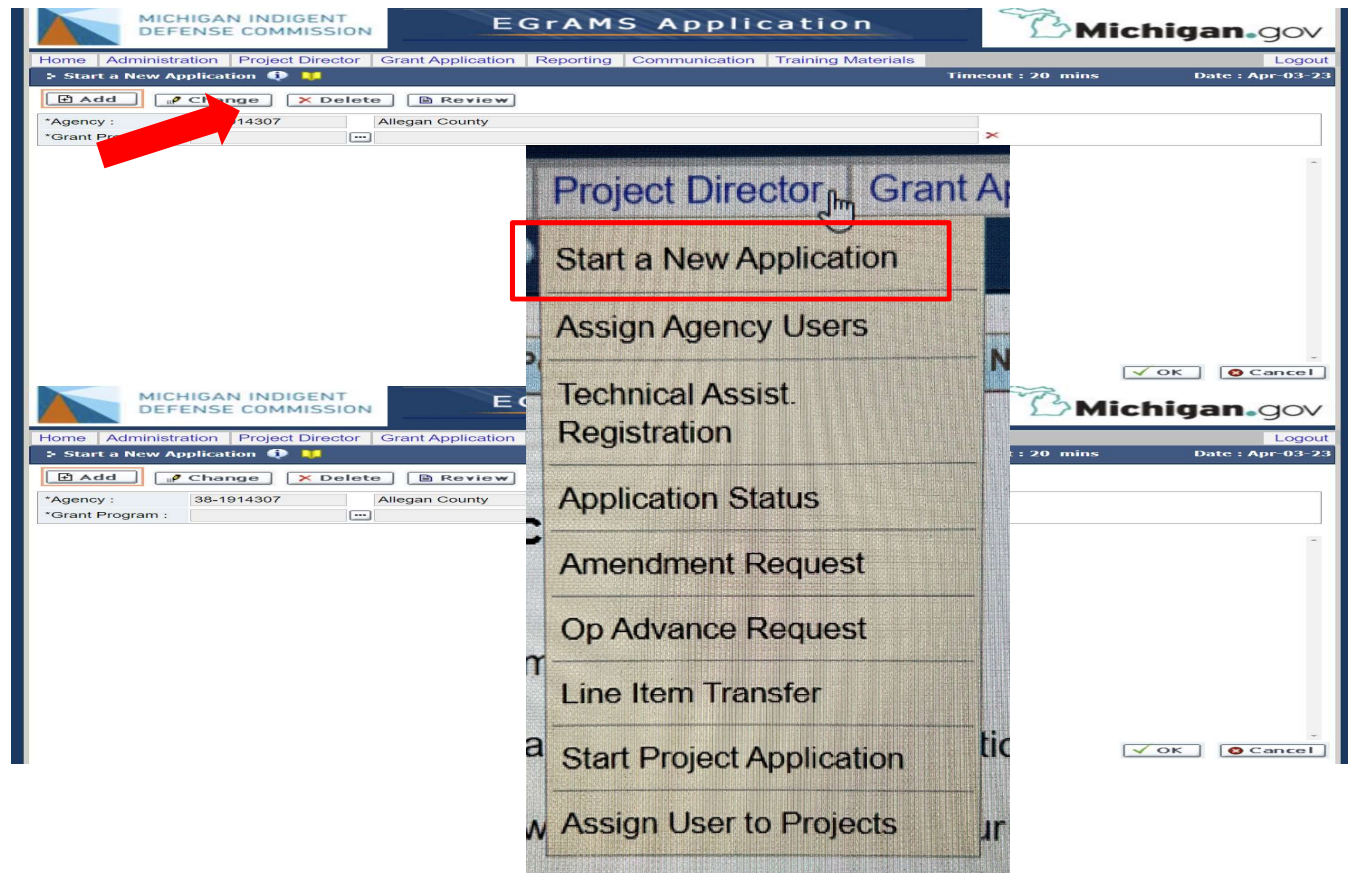 MICHIGAN INDIGENT
DEFENSE COMMISSION
EGrAMS Application
Michigan.gov
Home Administration Project Director Grant Application Reporting Communication Training Materials Logout
Start a New Application Timeout : 20 mins Date : Apr-03-23
Add Change Delete Review
*Agency : 14307 Allegan County
*Grant
OK Cancel
Project Director Grant
Start a New Application
Assign Agency Users
Technical Assist.
Registration
Application Status
Amendment Request
Op Advance Request
Line Item Transfer
Start Project Application
Assign User to Projects
MICHIGAN INDIGENT
DEFENSE COMMISSION
Michigan.gov
Home Administration Project Director Grant Application Logout
Start a New Application : 20 mins Date : Apr-03-23
Add Change Delete Review
*Agency : 38-1914307 Allegan County
*Grant Program :
OK Cancel